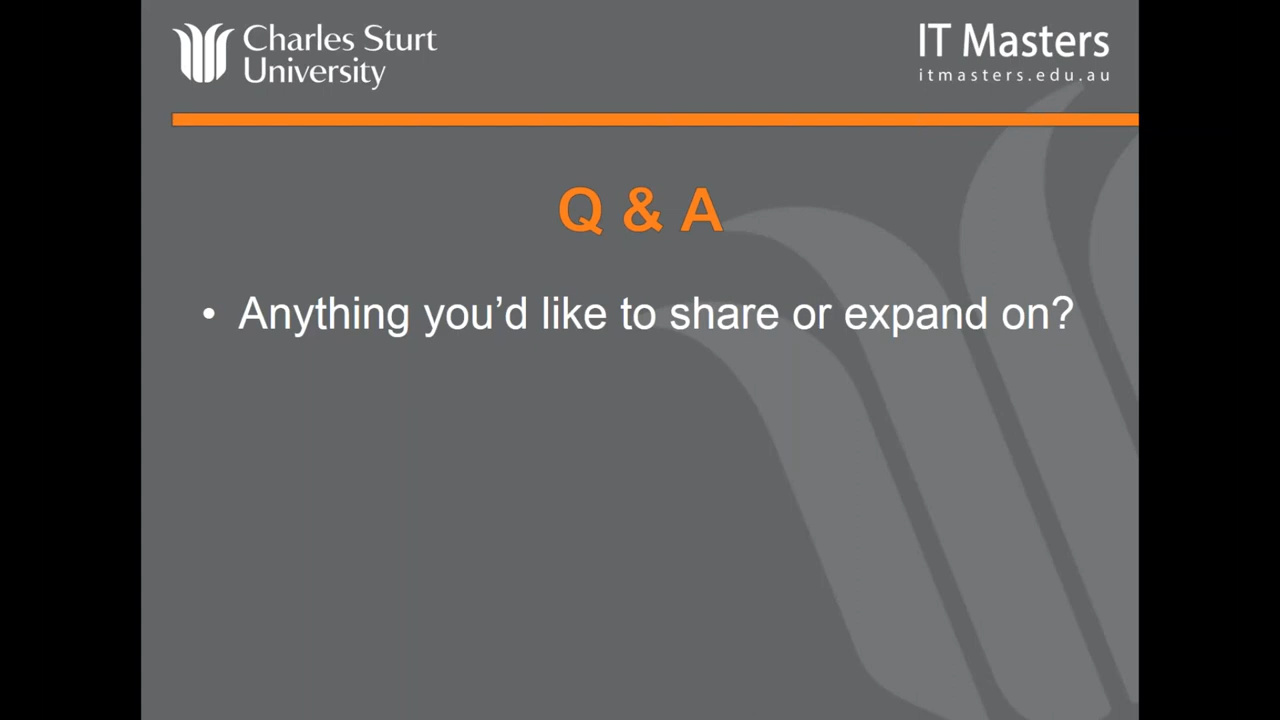 Charles Sturt
University
IT Masters
itmasters.edu.au
Q & A
• Anything you’d like to share or expand on?